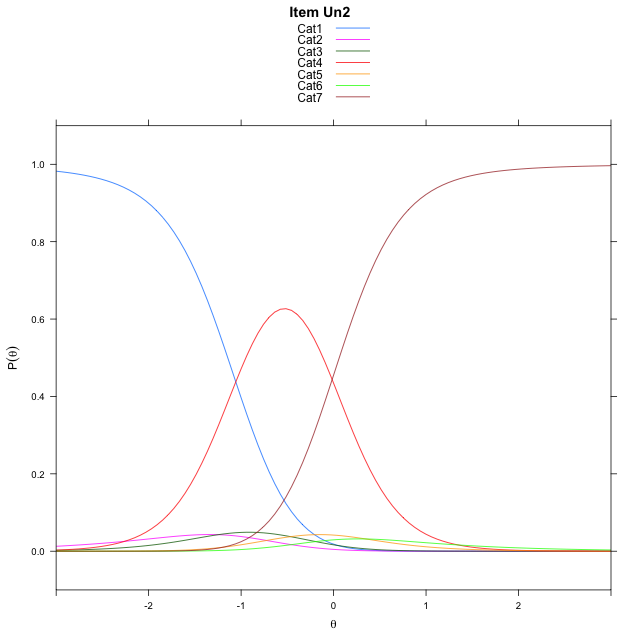 Item Un2
Cat1
Cat2
Cat3
Cat4
Cat5
Cat6
Cat7
1.0
0.8
0.6
0.4
0.2
0.0
P(θ)
-2 -1 0 1 2
θ